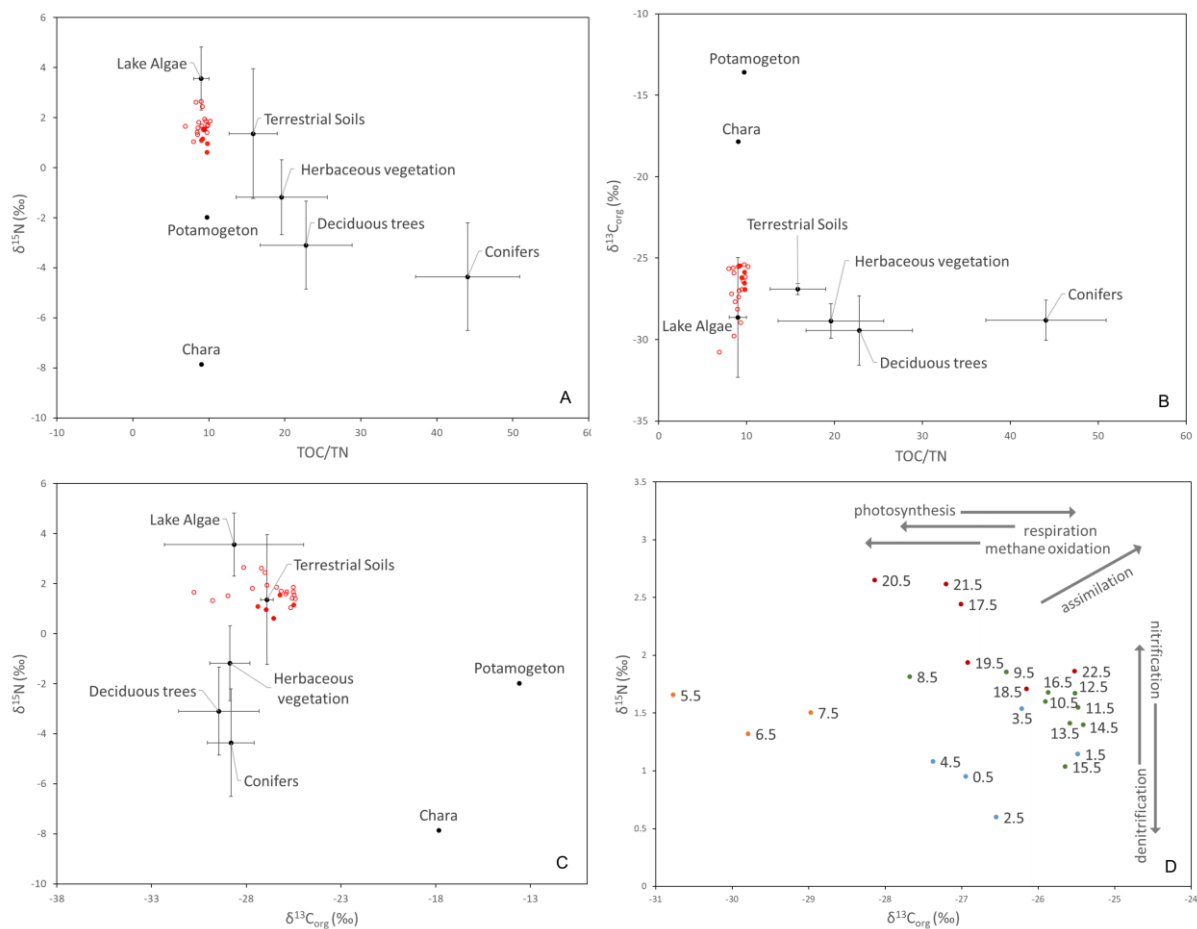 6
4
2
0
-2
-4
-6
-8
-10
-10
0
10
20
30
40
50
60
δ15N (‰)
TOC/TN
Lake Algae
Terrestrial Soils
Herbaceous vegetation
Potamogeton
Deciduous trees
Conifers
Chara
A
-10
-15
-20
-25
-30
-35
0
10
20
30
40
50
60
δ13Corg (‰)
TOC/TN
Potamogeton
Chara
Terrestrial Soils
Herbaceous vegetation
Conifers
Lake Algae
Deciduous trees
B
6
4
2
0
-2
-4
-6
-8
-10
-38
-33
-28
-23
-18
-13
δ15N (‰)
δ13Corg (‰)
Lake Algae
Terrestrial Soils
Potamogeton
Herbaceous
vegetation
Deciduous trees
Conifers
Chara
C
3.5
3
2.5
2
1.5
1
0.5
0
-31
-30
-29
-28
-27
-26
-25
-24
δ15N (‰)
δ13Corg (‰)
photosynthesis
respiration
methane oxidation
assimilation
nitrification
denitrification
20.5
21.5
17.5
19.5
9.5
22.5
8.5
16.5
12.5
18.5
10.5
5.5
3.5
11.5
7.5
6.5
13.5
14.5
4.5
1.5
0.5
15.5
2.5
D